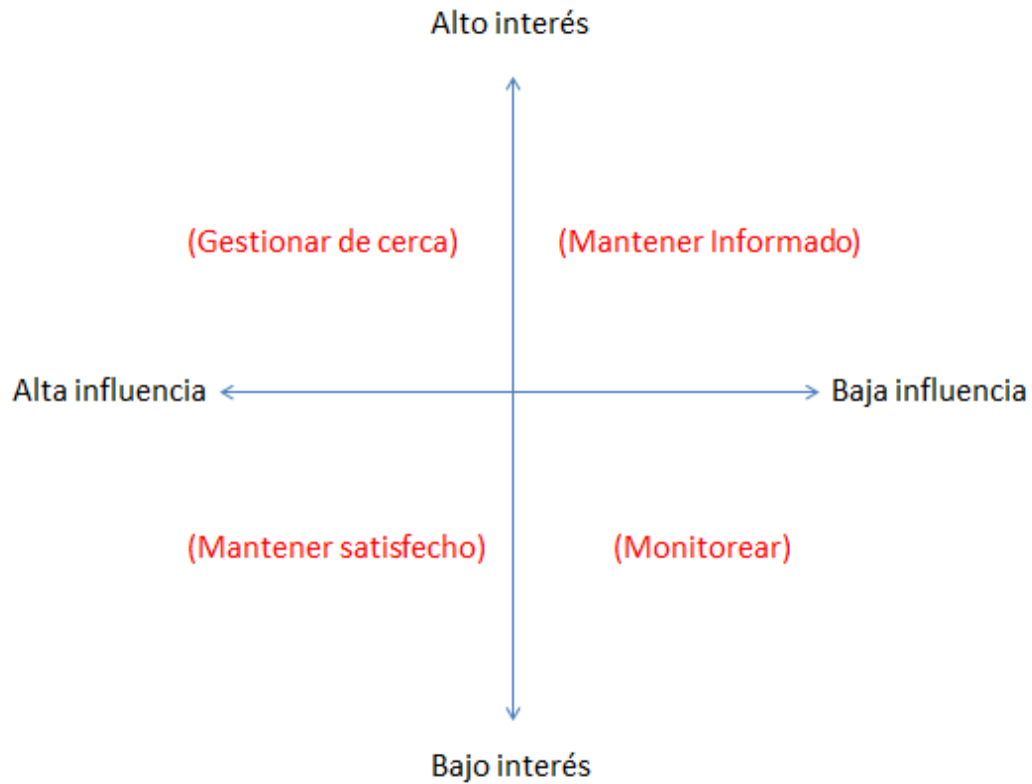 Alto interés
(Gestionar de cerca)
(Mantener Informado)
Alta influencia
Baja influencia
(Mantener satisfecho)
(Monitorear)
Bajo interés